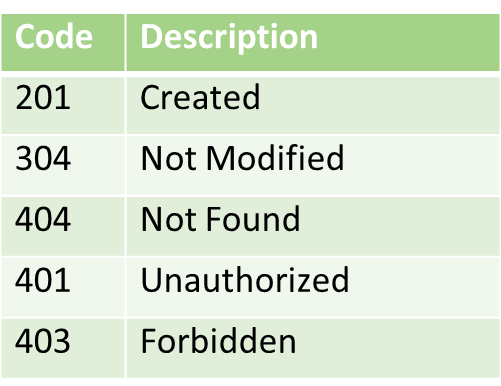 Code Description
201 Created
304 Not Modified
404 Not Found
401 Unauthorized
403 Forbidden